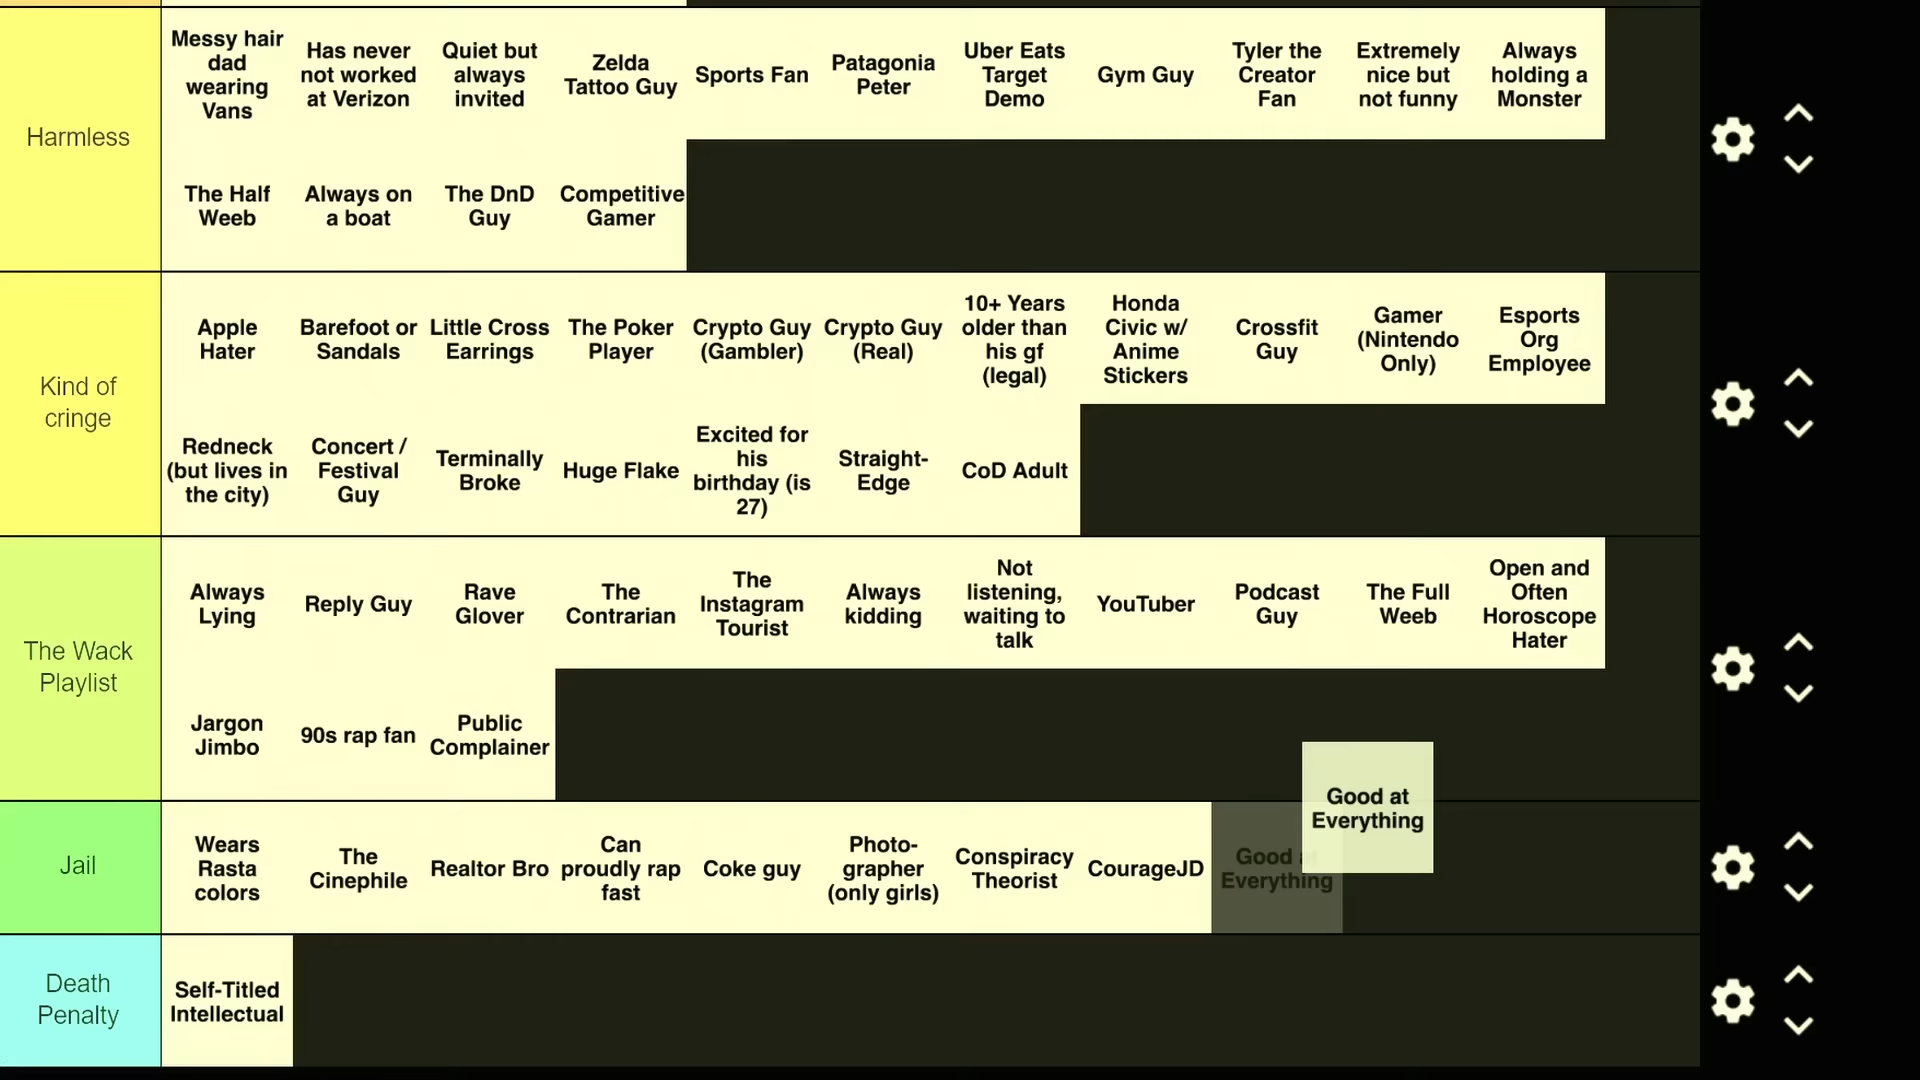 Harmless
Messy hair
dad
wearing
Vans
Has never
not worked
at Verizon
Quiet but
always
invited
Zelda
Tattoo Guy
Sports Fan
Patagonia
Peter
Uber Eats
Target
Demo
Gym Guy
Tyler the
Creator
Fan
Extremely
nice but
not funny
Always
holding a
Monster
The Half
Weeb
Always on
a boat
The DnD
Guy
Competitive
Gamer
Kind of
cringe
Apple
Hater
Barefoot or
Sandals
Little Cross
Earrings
The Poker
Player
Crypto Guy
(Gambler)
Crypto Guy
(Real)
10+ Years
older than
his gf
(legal)
Honda
Civic w/
Anime
Stickers
Crossfit
Guy
Gamer
(Nintendo
Only)
Esports
Org
Employee
Redneck
(but lives in
the city)
Concert /
Festival
Guy
Terminally
Broke
Huge Flake
Excited for
his
birthday (is
27)
Straight-
Edge
CoD Adult
The Wack
Playlist
Always
Lying
Reply Guy
Rave
Glover
The
Contrarian
The
Instagram
Tourist
Always
kidding
Not
listening,
waiting to
talk
YouTuber
Podcast
Guy
The Full
Weeb
Open and
Often
Horoscope
Hater
Jargon
Jimbo
90s rap fan
Public
Complainer
Jail
Wears
Rasta
colors
The
Cinephile
Realtor Bro
Can
proudly rap
fast
Coke guy
Photo-
grapher
(only girls)
Conspiracy
Theorist
CourageJD
Good at
Everything
Good at
Everything
Death
Penalty
Self-Titled
Intellectual